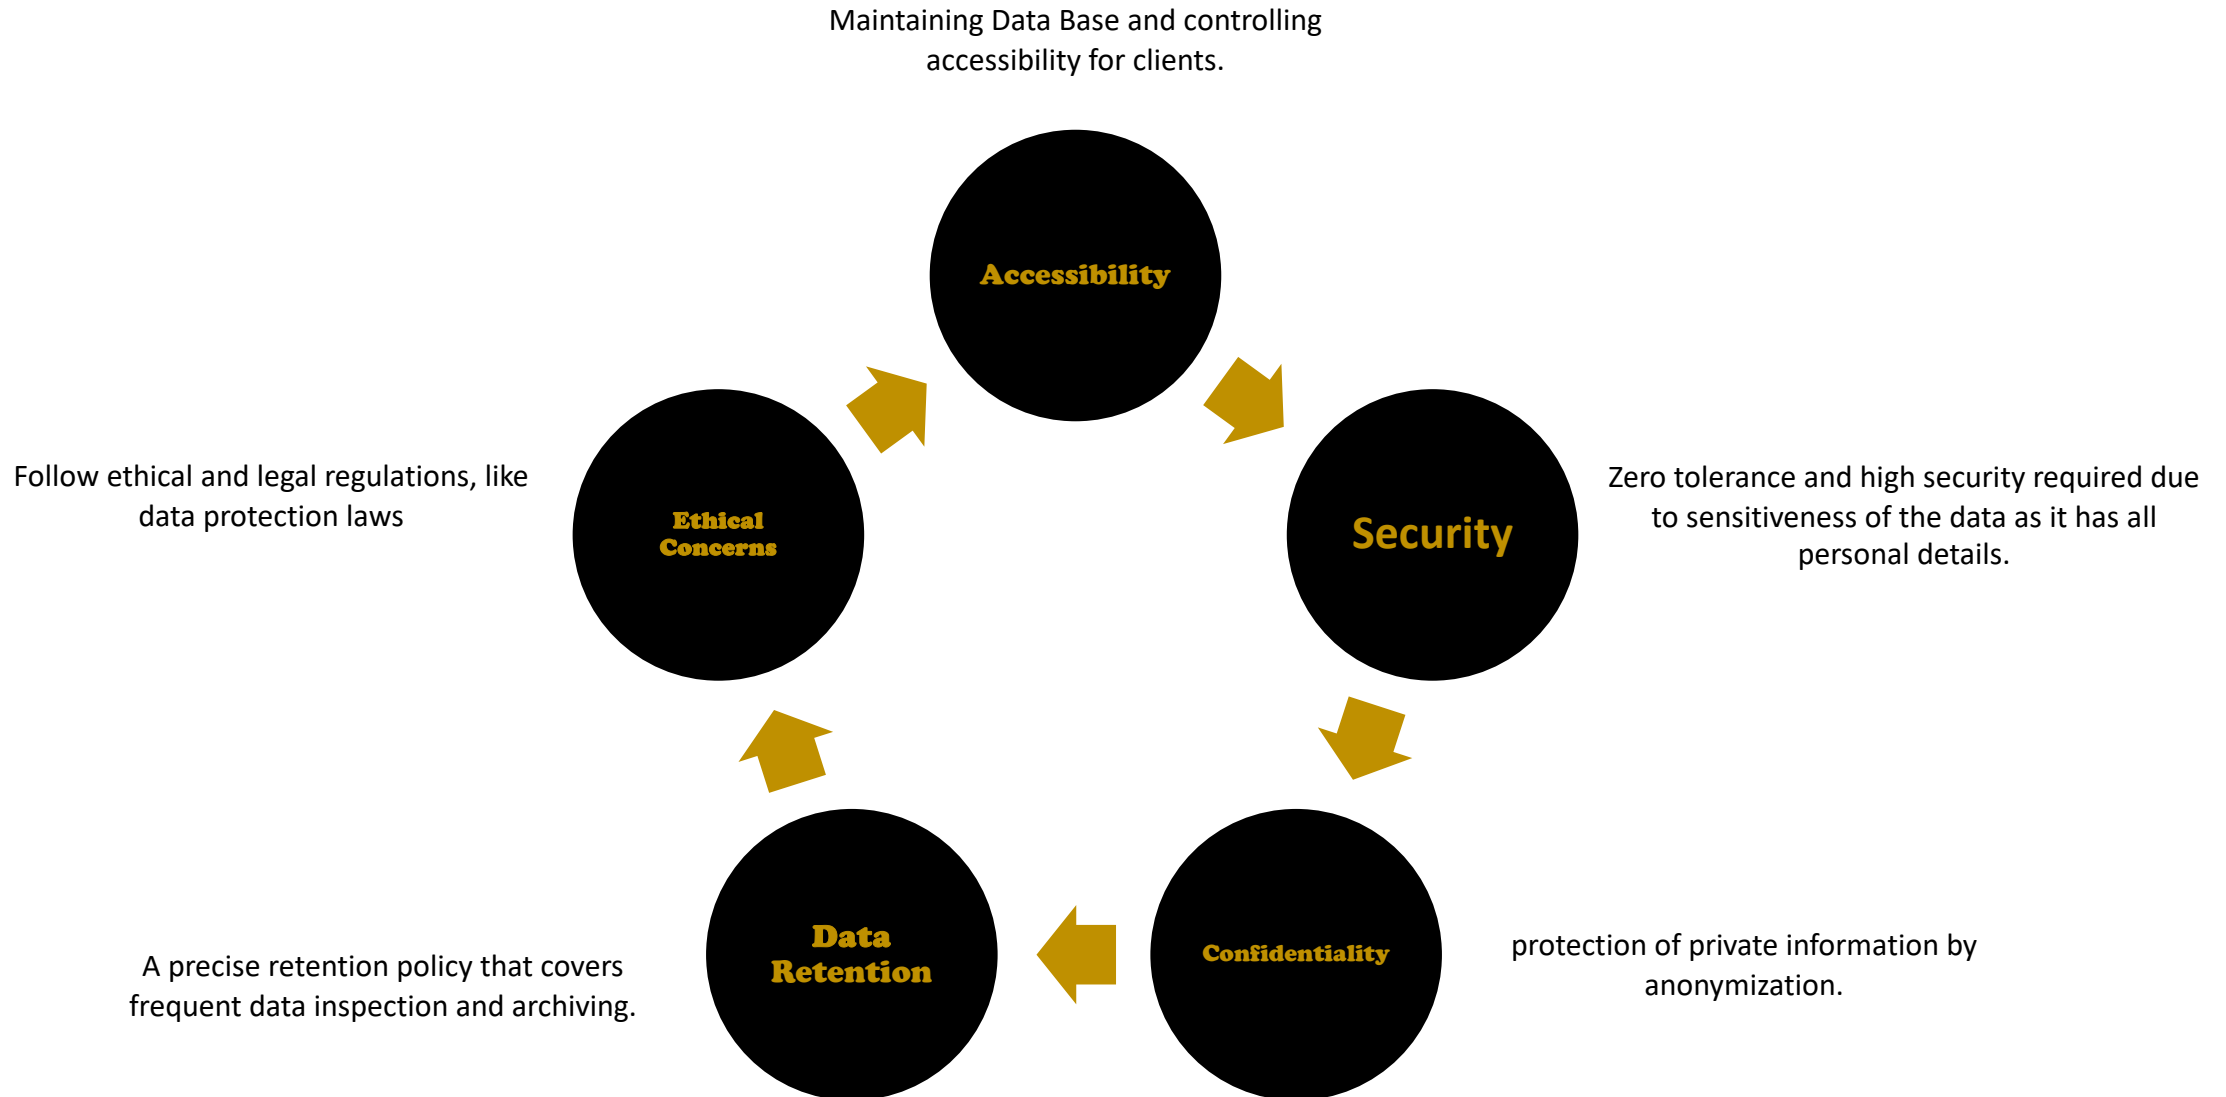 Maintaining Data Base and controlling
accessibility for clients.
Accessibility
Security
Zero tolerance and high security required due
to sensitiveness of the data as it has all
personal details.
Confidentiality
protection of private information by
anonymization.
Data
Retention
A precise retention policy that covers
frequent data inspection and archiving.
Ethical
Concerns
Follow ethical and legal regulations, like
data protection laws